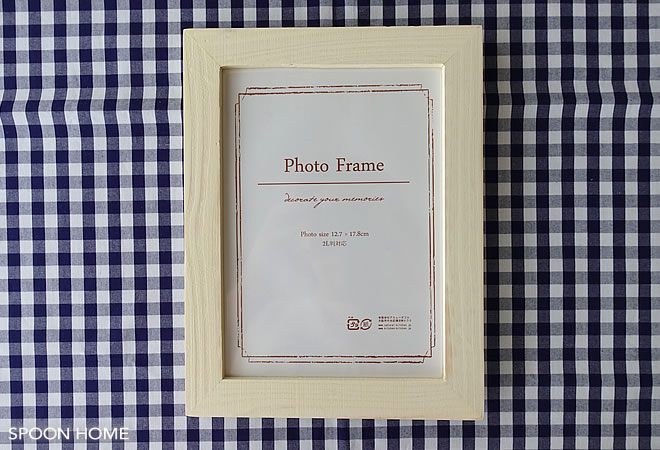 Photo Frame
decorate your memories
Photo size 12.7 × 17.8cm
2L判対応
SPOON HOME